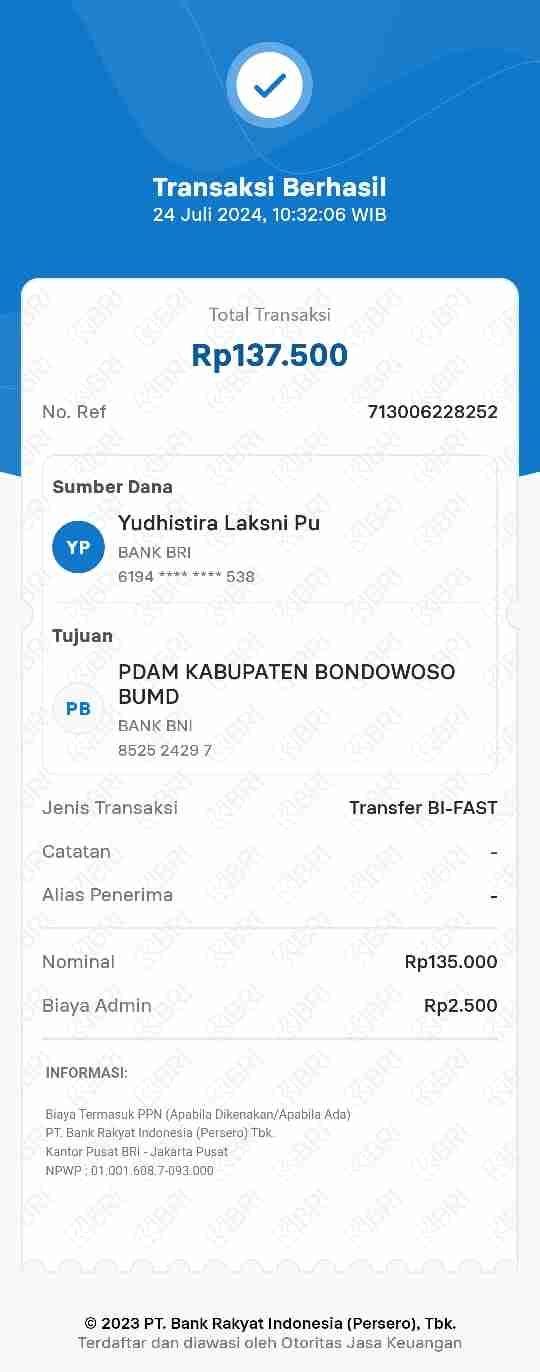 Transaksi Berhasil
24 Juli 2024, 10:32:06 WIB
Total Transaksi
Rp137.500
No. Ref 713006228252
Sumber Dana
YP
Yudhistira Laksni Pu
BANK BRI
6194 **** **** 538
Tujuan
PB
PDAM KABUPATEN BONDOWOSO
BUMD
BANK BNI
8525 2429 7
Jenis Transaksi Transfer BI-FAST
Catatan -
Alias Penerima -
Nominal Rp135.000
Biaya Admin Rp2.500
INFORMASI:
Biaya Termasuk PPN (Apabila Dikenakan/Apabila Ada)
PT. Bank Rakyat Indonesia (Persero) Tbk.
Kantor Pusat BRI - Jakarta Pusat
NPWP : 01.001.608.7-093.000
© 2023 PT. Bank Rakyat Indonesia (Persero), Tbk.
Terdaftar dan diawasi oleh Otoritas Jasa Keuangan